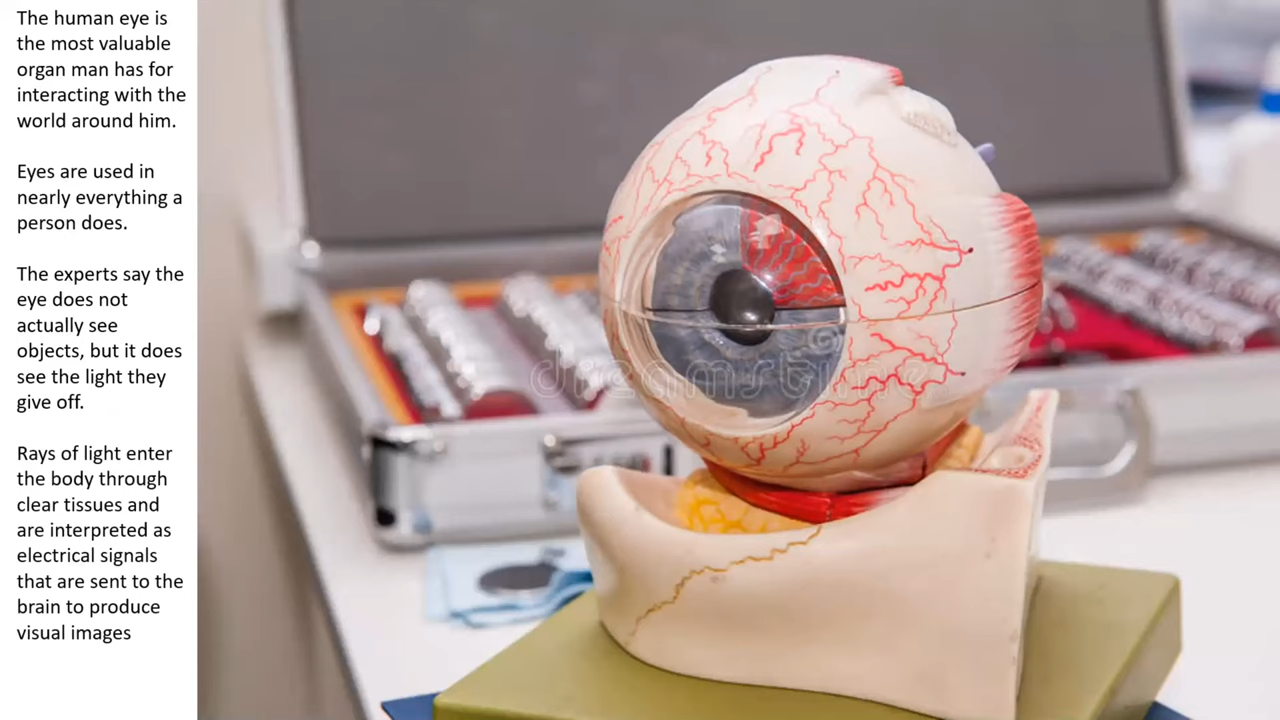 The human eye is
the most valuable
organ man has for
interacting with the
world around him.
Eyes are used in
nearly everything a
person does.
The experts say the
eye does not
actually see
objects, but it does
see the light they
give off.
Rays of light enter
the body through
clear tissues and
are interpreted as
electrical signals
that are sent to the
brain to produce
visual images
dreamstime